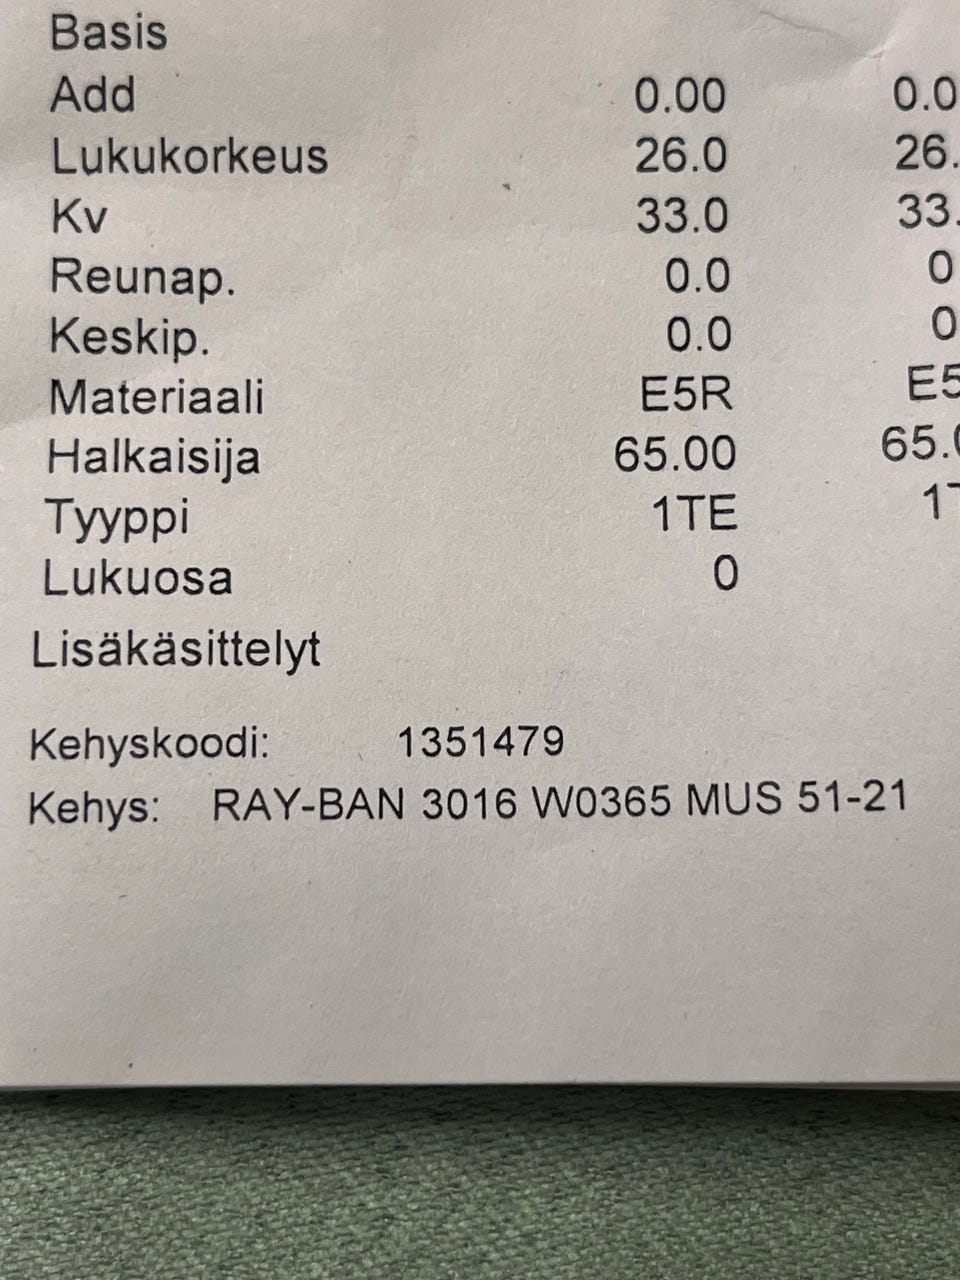 Basis
Add 0.00 0.0
Lukukorkeus 26.0 26.
Kv 33.0 33.
Reunap. 0.0 0
Keskip. 0.0 0
Materiaali E5R E5
Halkaisija 65.00 65.0
Tyyppi 1TE 1T
Lukuosa 0
Lisäkäsittelyt
Kehyskoodi: 1351479
Kehys: RAY-BAN 3016 W0365 MUS 51-21